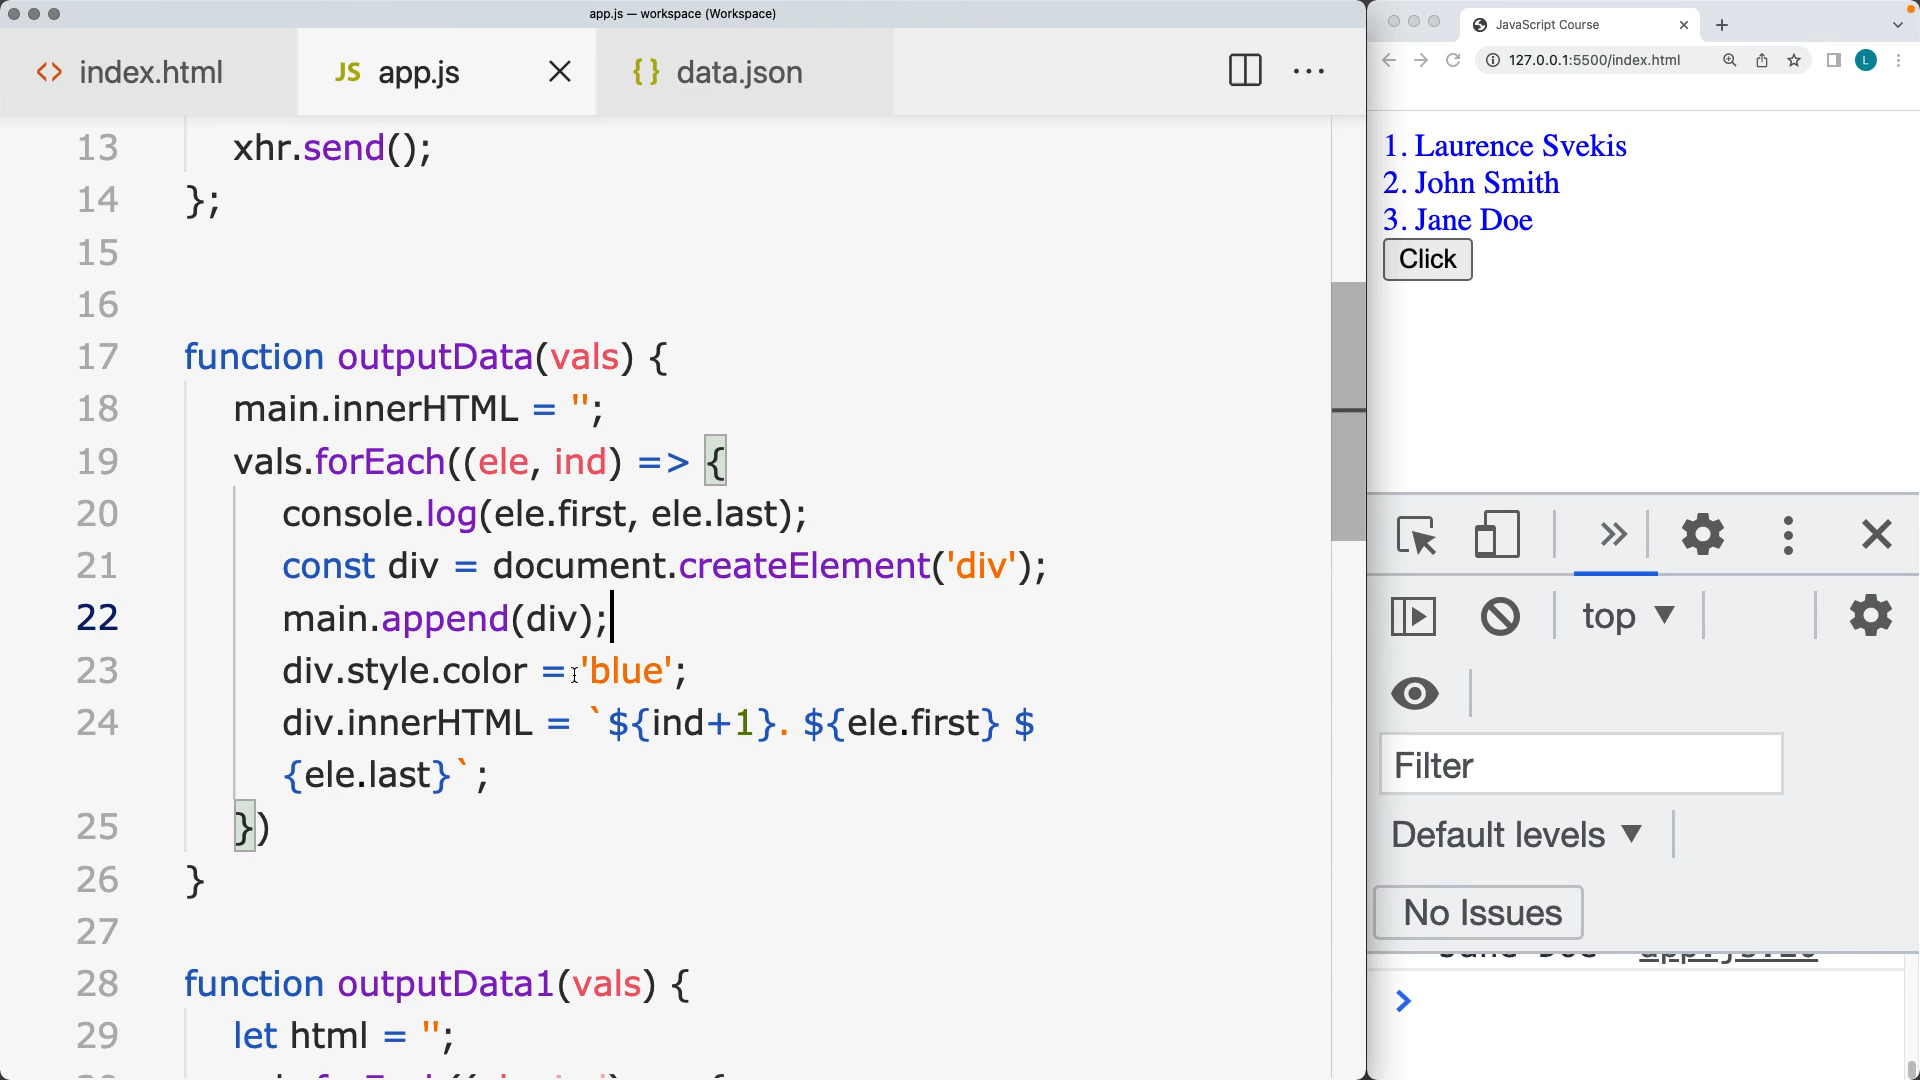 app.js — workspace (Workspace)
<> index.html
JS app.js
{} data.json
13 xhr.send();
14 };
15
16
17 function outputData(vals) {
18 main.innerHTML = '';
19 vals.forEach((ele, ind) => {
20 console.log(ele.first, ele.last);
21 const div = document.createElement('div');
22 main.append(div);
23 div.style.color ='blue';
24 div.innerHTML = `${ind+1}. ${ele.first} $
{ele.last}`;
25 })
26 }
27
28 function outputData1(vals) {
29 let html = '';
JavaScript Course
127.0.0.1:5500/index.html
L
1. Laurence Svekis
2. John Smith
3. Jane Doe
Click
top
Filter
Default levels
No Issues
Jane Doe app.js:20